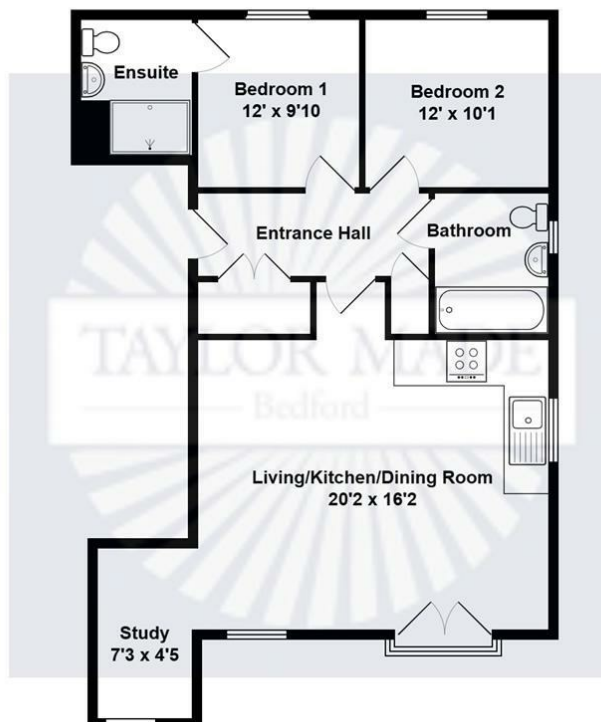 Ensuite
Bedroom 1
12' x 9'10
Bedroom 2
12' x 10'1
Entrance Hall
Bathroom
TAYLOR MADE
Bedford
Living/Kitchen/Dining Room
20'2 x 16'2
Study
7'3 x 4'5